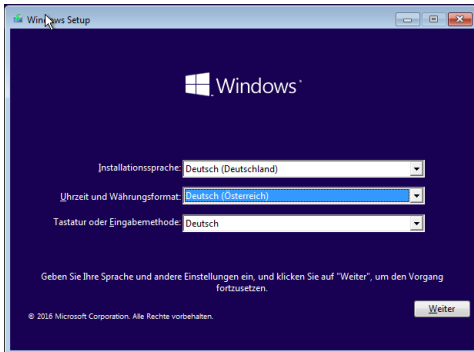 Windows Setup
Windows
Installationssprache: Deutsch (Deutschland)
Uhrzeit und Währungsformat: Deutsch (Österreich)
Tastatur oder Eingabemethode: Deutsch
Geben Sie Ihre Sprache und andere Einstellungen ein, und klicken Sie auf "Weiter", um den Vorgang
fortzusetzen.
Weiter
© 2016 Microsoft Corporation. Alle Rechte vorbehalten.